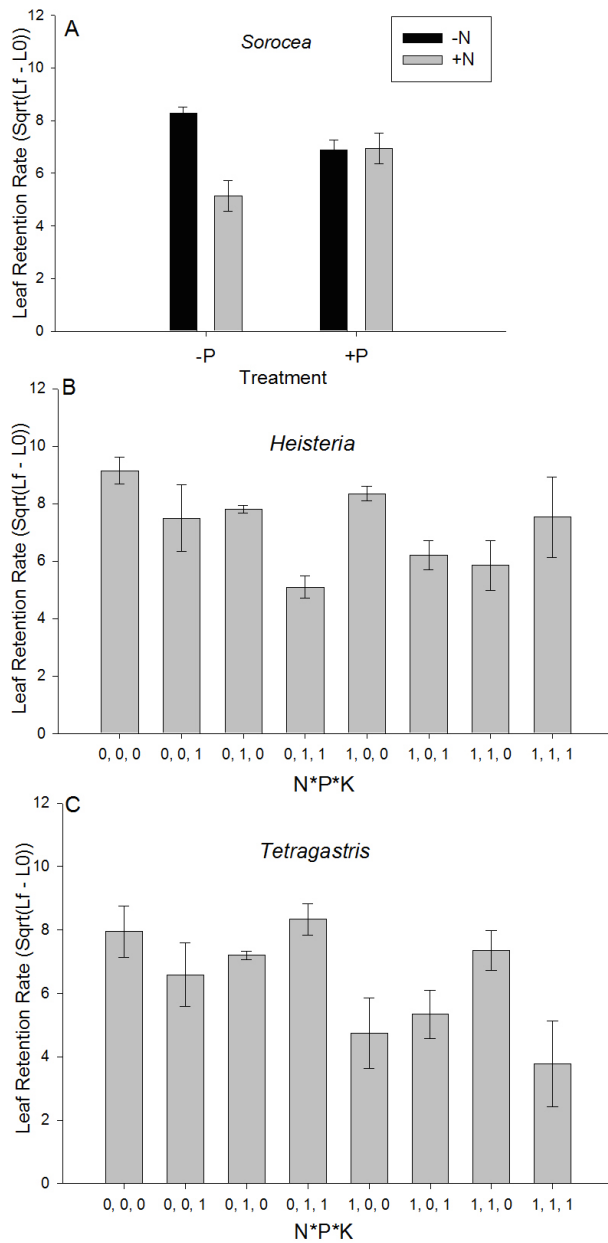 A
Sorocea
-N
+N
12
10
8
6
4
2
0
Leaf Retention Rate (Sqrt(Lf - L0))
-P
+P
Treatment
B
Heisteria
12
10
8
6
4
2
0
Leaf Retention Rate (Sqrt(Lf - L0))
0, 0, 0
0, 0, 1
0, 1, 0
0, 1, 1
1, 0, 0
1, 0, 1
1, 1, 0
1, 1, 1
N*P*K
C
Tetragastris
12
10
8
6
4
2
0
Leaf Retention Rate (Sqrt(Lf - L0))
0, 0, 0
0, 0, 1
0, 1, 0
0, 1, 1
1, 0, 0
1, 0, 1
1, 1, 0
1, 1, 1
N*P*K